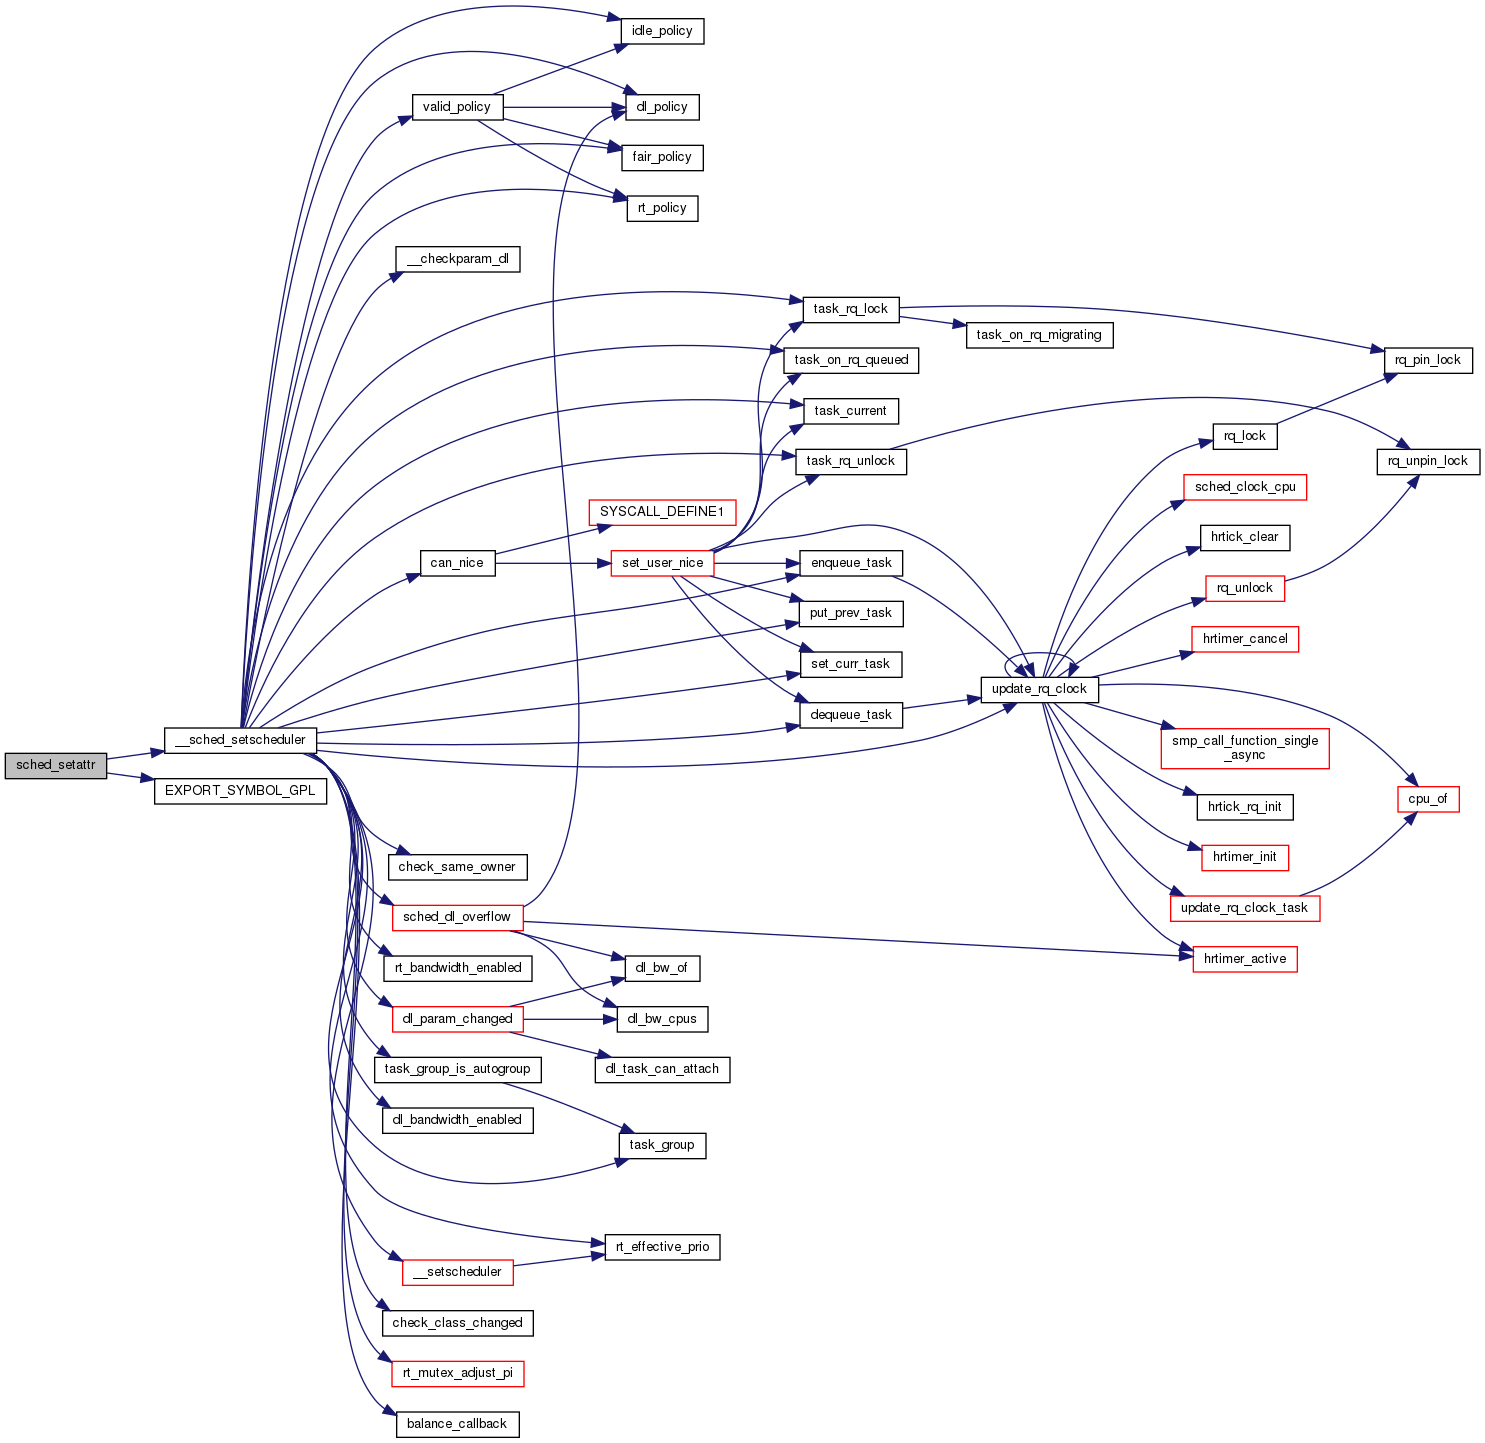 idle_policy
valid_policy
dl_policy
fair_policy
rt_policy
__checkparam_dl
task_rq_lock
task_on_rq_migrating
task_on_rq_queued
rq_pin_lock
task_current
rq_lock
task_rq_unlock
rq_unpin_lock
sched_clock_cpu
SYSCALL_DEFINE1
hrtick_clear
can_nice
set_user_nice
enqueue_task
rq_unlock
put_prev_task
hrtimer_cancel
set_curr_task
update_rq_clock
dequeue_task
__sched_setscheduler
smp_call_function_single
_async
sched_setattr
EXPORT_SYMBOL_GPL
cpu_of
hrtick_rq_init
check_same_owner
hrtimer_init
sched_dl_overflow
update_rq_clock_task
hrtimer_active
rt_bandwidth_enabled
dl_bw_of
dl_param_changed
dl_bw_cpus
task_group_is_autogroup
dl_task_can_attach
dl_bandwidth_enabled
task_group
rt_effective_prio
__setscheduler
check_class_changed
rt_mutex_adjust_pi
balance_callback